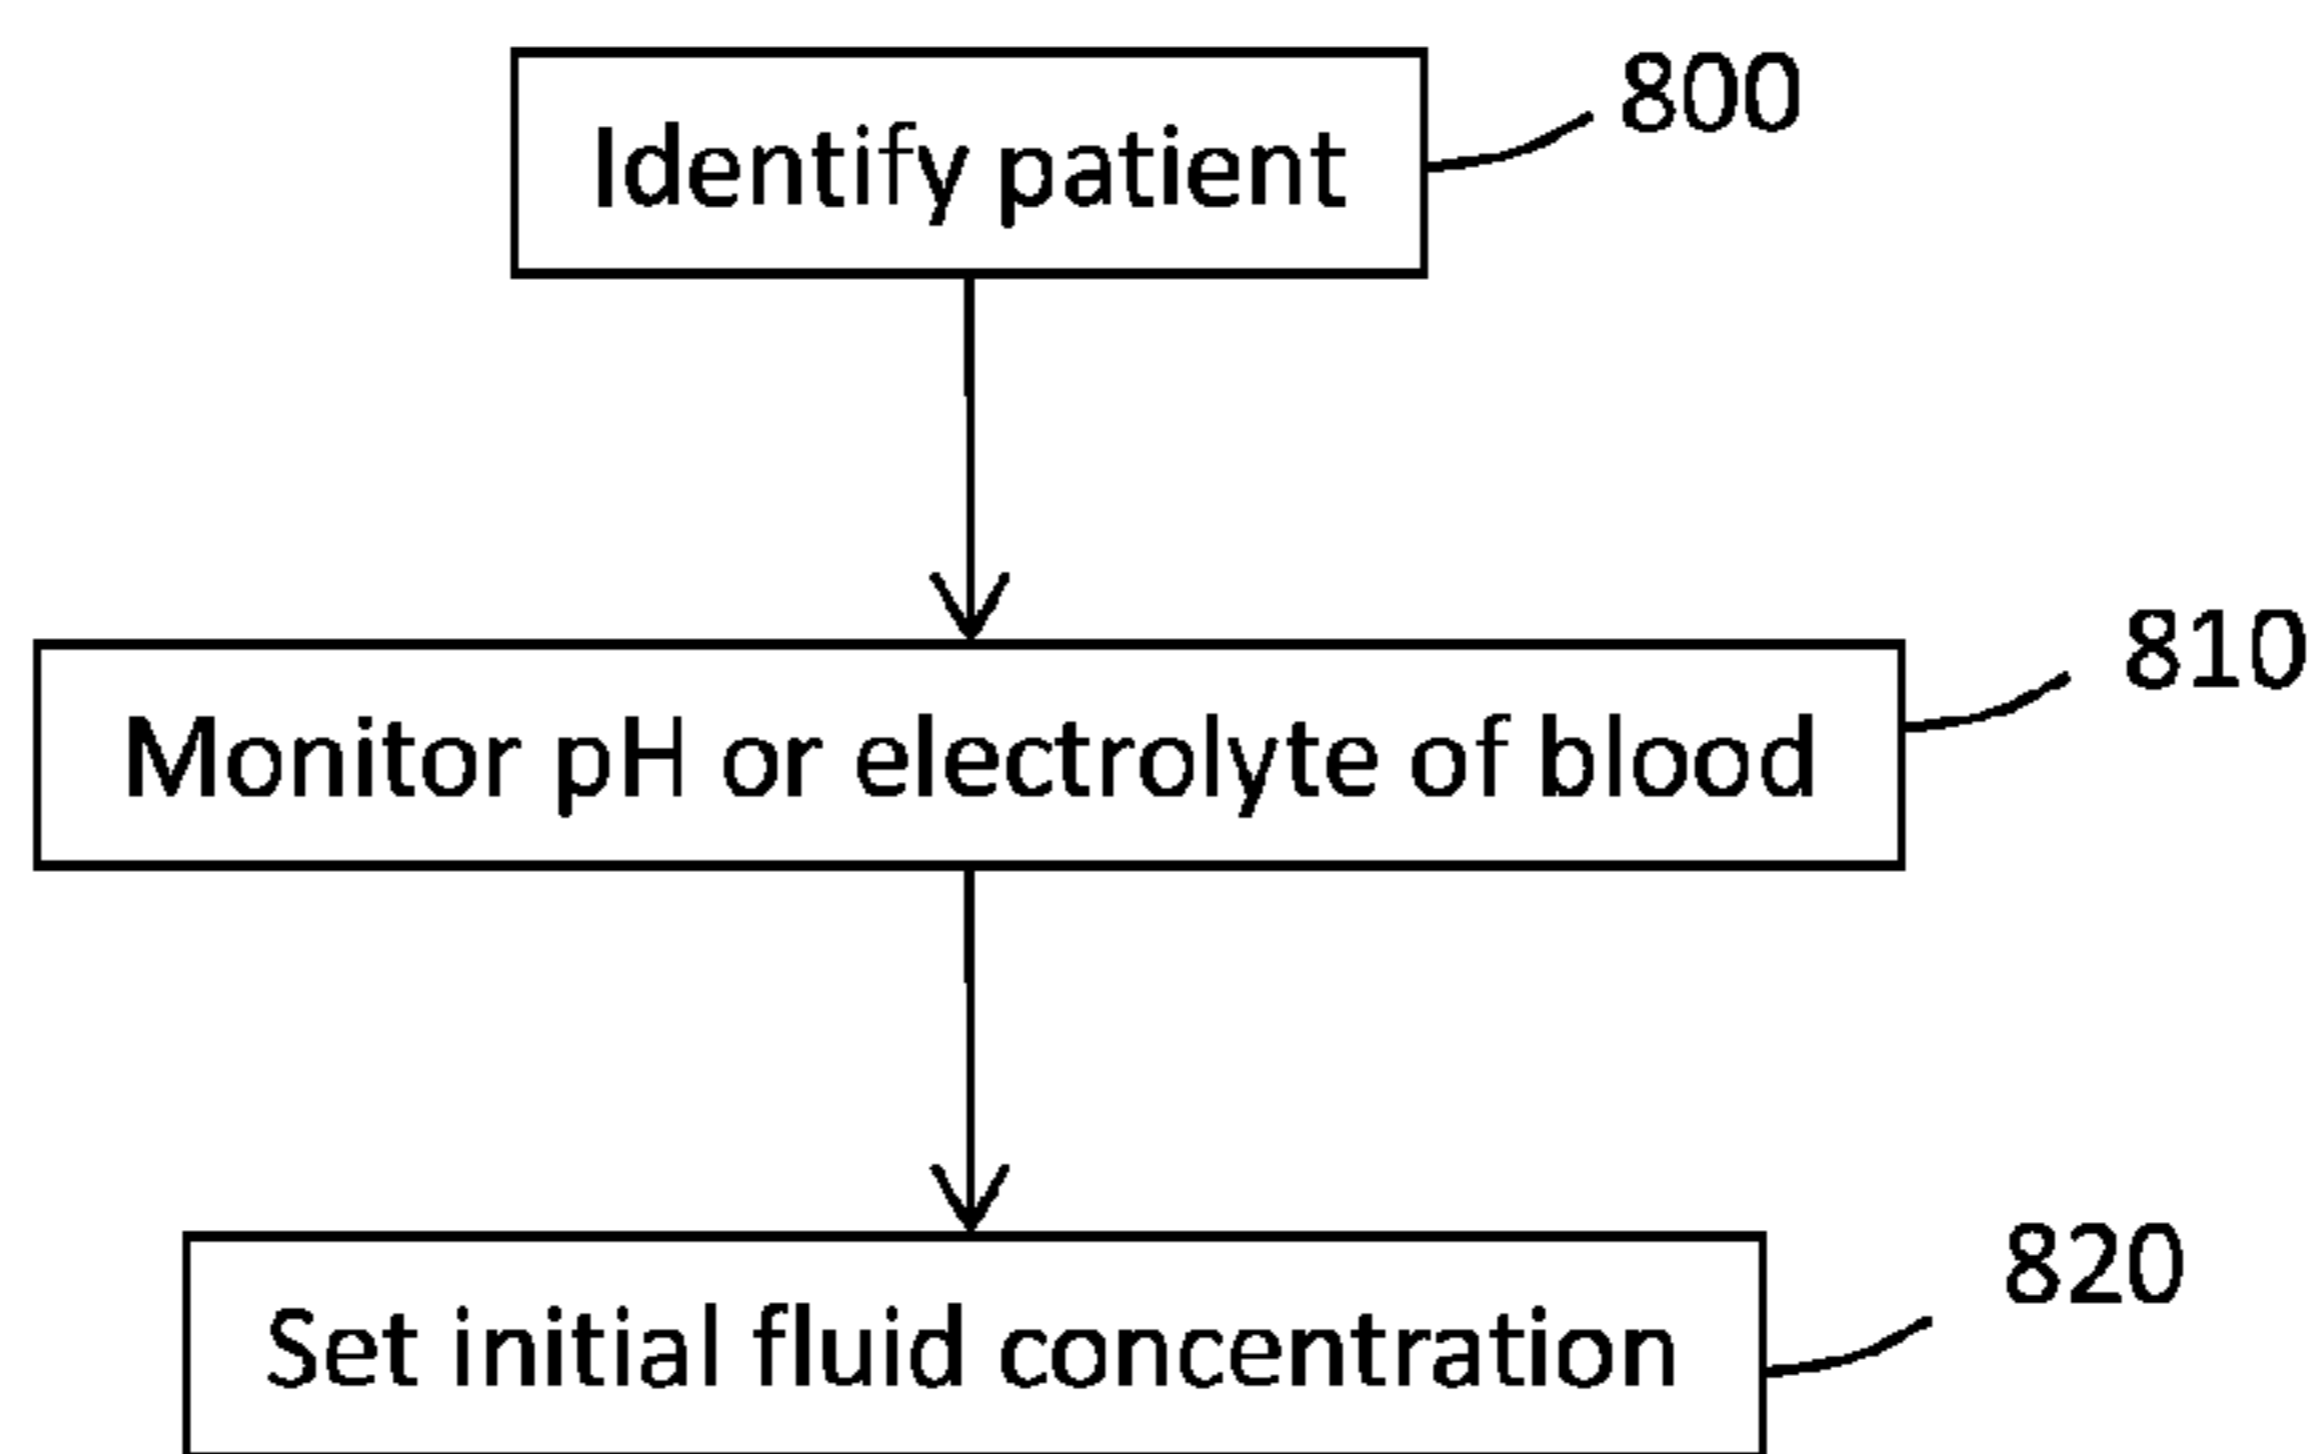 800
Identify patient
810
Monitor pH or electrolyte of blood
820
Set initial fluid concentration